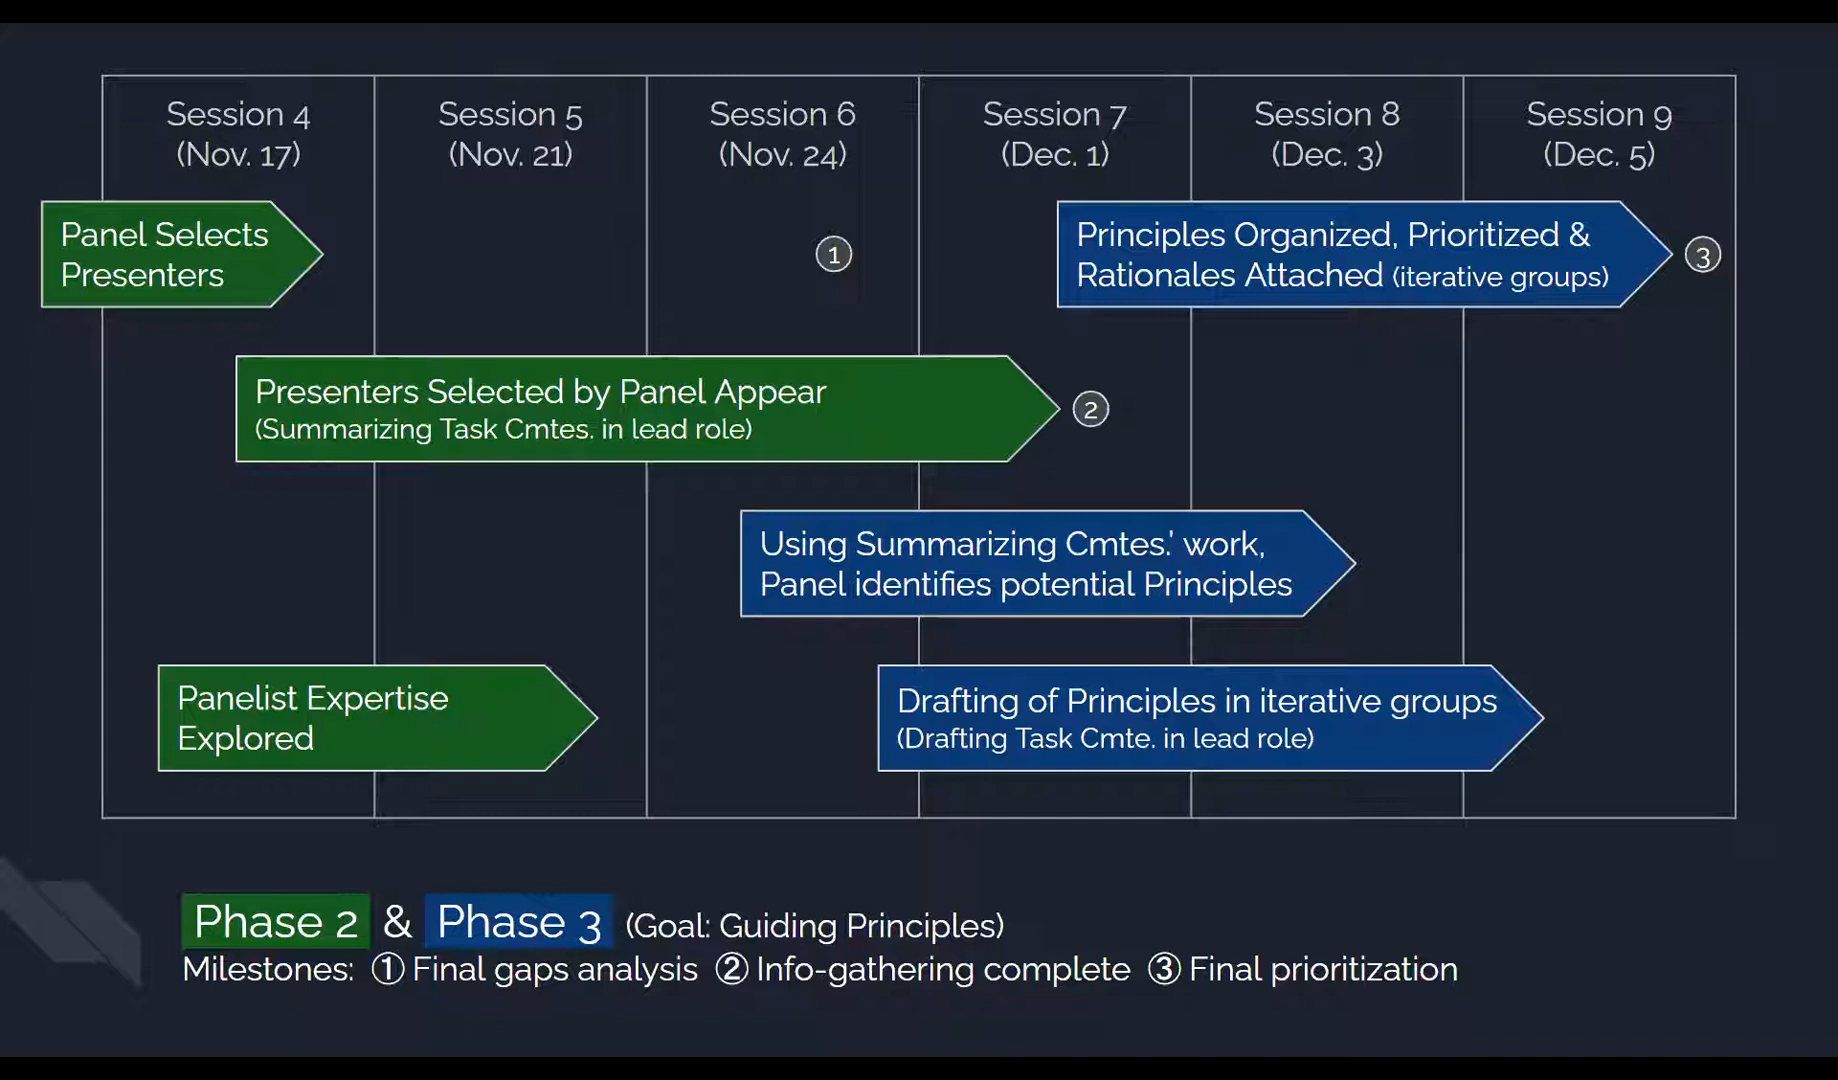 Session 4
(Nov. 17)
Session 5
(Nov. 21)
Session 6
(Nov. 24)
Session 7
(Dec. 1)
Session 8
(Dec. 3)
Session 9
(Dec. 5)
Panel Selects
Presenters
①
Principles Organized, Prioritized &
Rationales Attached (iterative groups)
③
Presenters Selected by Panel Appear
(Summarizing Task Cmtes. in lead role)
②
Using Summarizing Cmtes.' work,
Panel identifies potential Principles
Panelist Expertise
Explored
Drafting of Principles in iterative groups
(Drafting Task Cmte. in lead role)
Phase 2 & Phase 3 (Goal: Guiding Principles)
Milestones: ① Final gaps analysis ② Info-gathering complete ③ Final prioritization